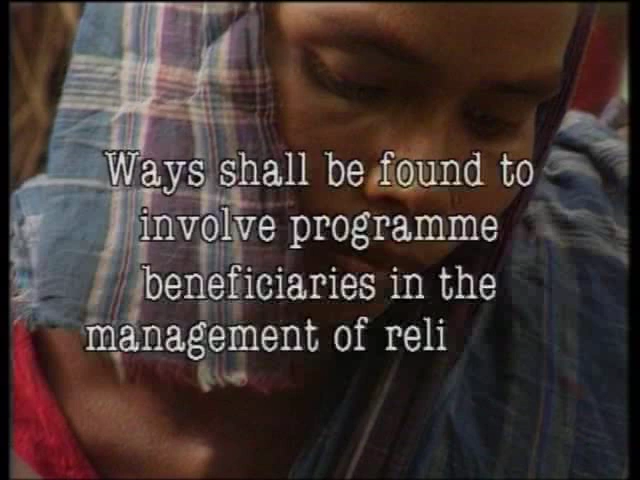 Ways shall be found to
involve programme
beneficiaries in the
management of reli